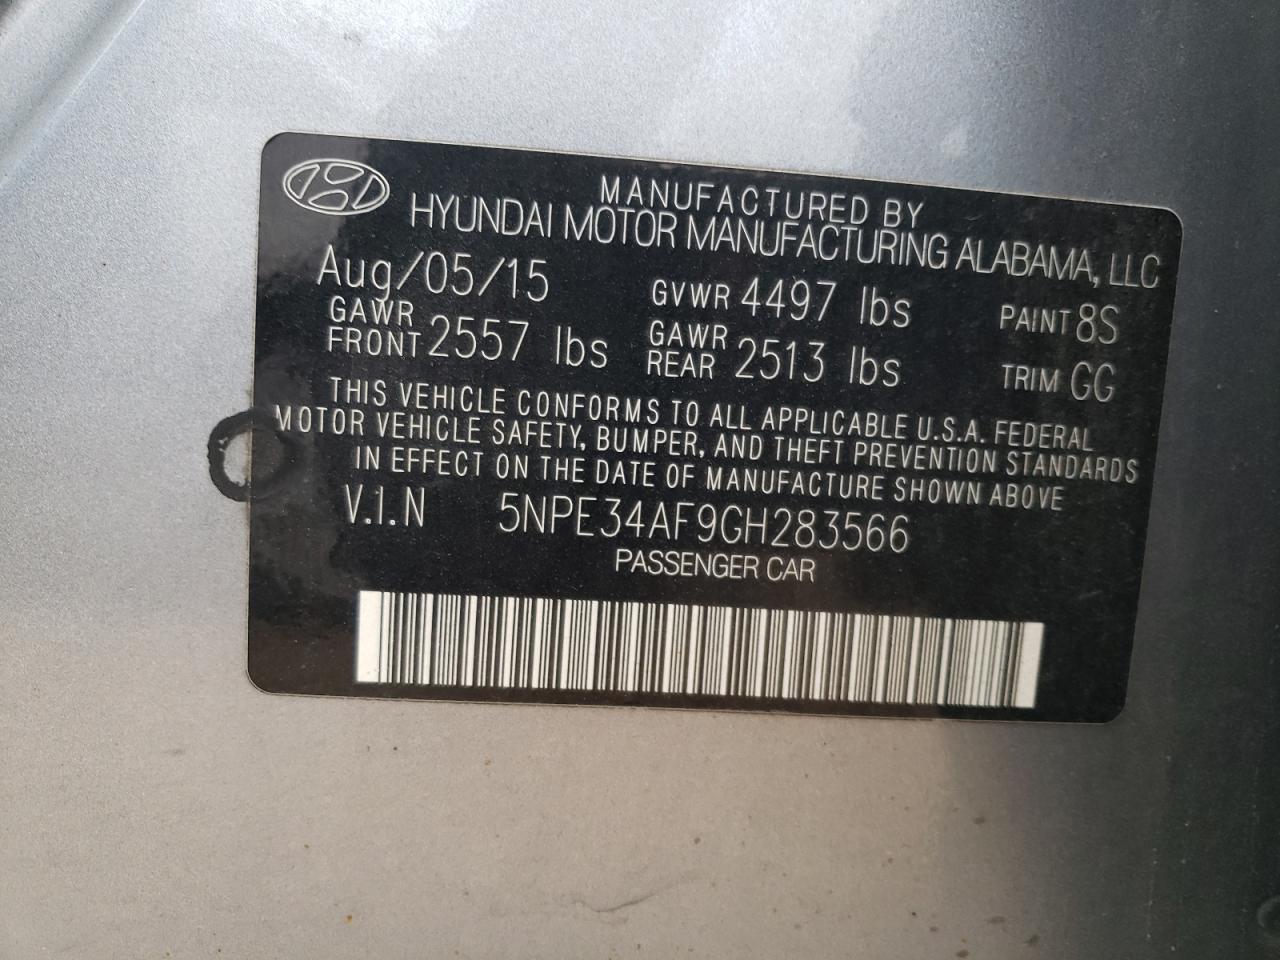 MANUFACTURED BY
HYUNDAI MOTOR MANUFACTURING ALABAMA, LLC
Aug/05/15 GVWR 4497 lbs PAINT 8S
GAWR FRONT 2557 lbs GAWR REAR 2513 lbs TRIM GG
THIS VEHICLE CONFORMS TO ALL APPLICABLE U.S.A. FEDERAL
MOTOR VEHICLE SAFETY, BUMPER, AND THEFT PREVENTION STANDARDS
IN EFFECT ON THE DATE OF MANUFACTURE SHOWN ABOVE
V.I.N 5NPE34AF9GH283566
PASSENGER CAR